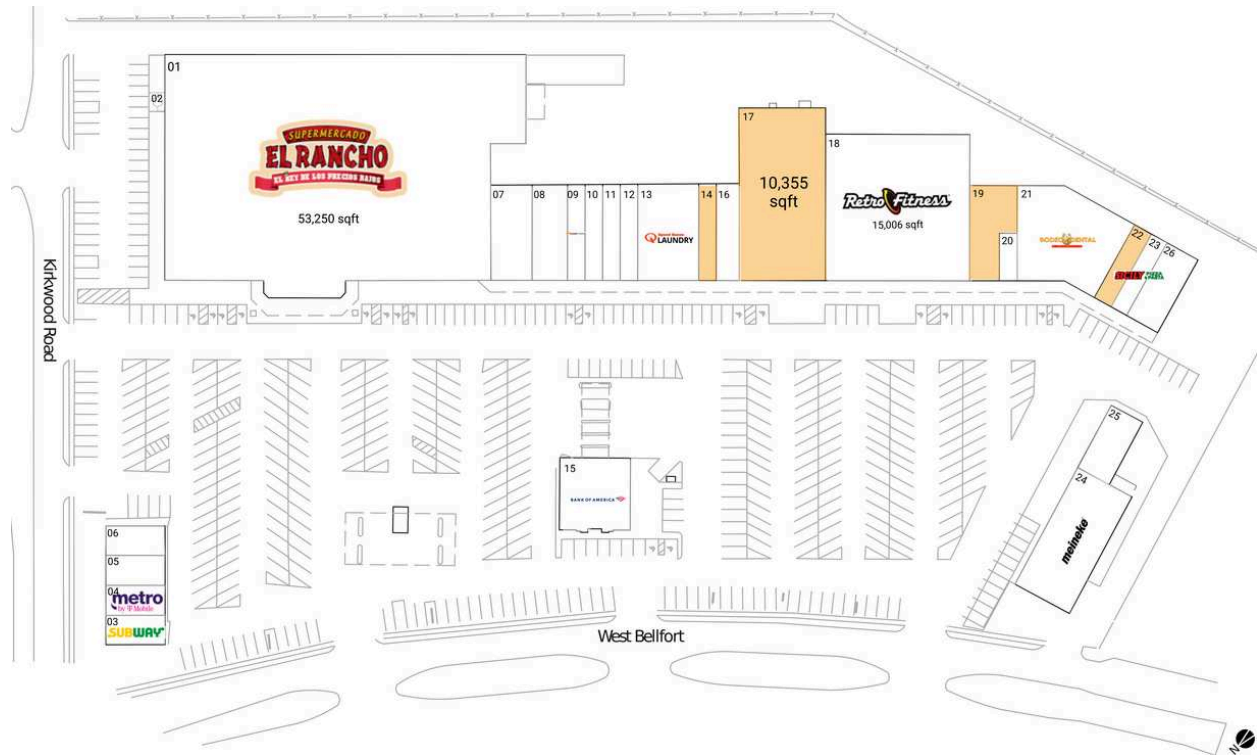 01
02
SUPERMERCADO
EL RANCHO
EL REY DE LOS PRECIOS BAJOS
53,250 sqft
07
08
09
10
11
12
13
LAUNDRY
14
16
17
10,355
sqft
18
Retro Fitness
15,006 sqft
19
20
21
RODEO DENTAL
22
23
26
Kirkwood Road
15
BANK OF AMERICA
25
24
meineke
06
05
04
metro
by T Mobile
03
SUBWAY
West Bellfort
N